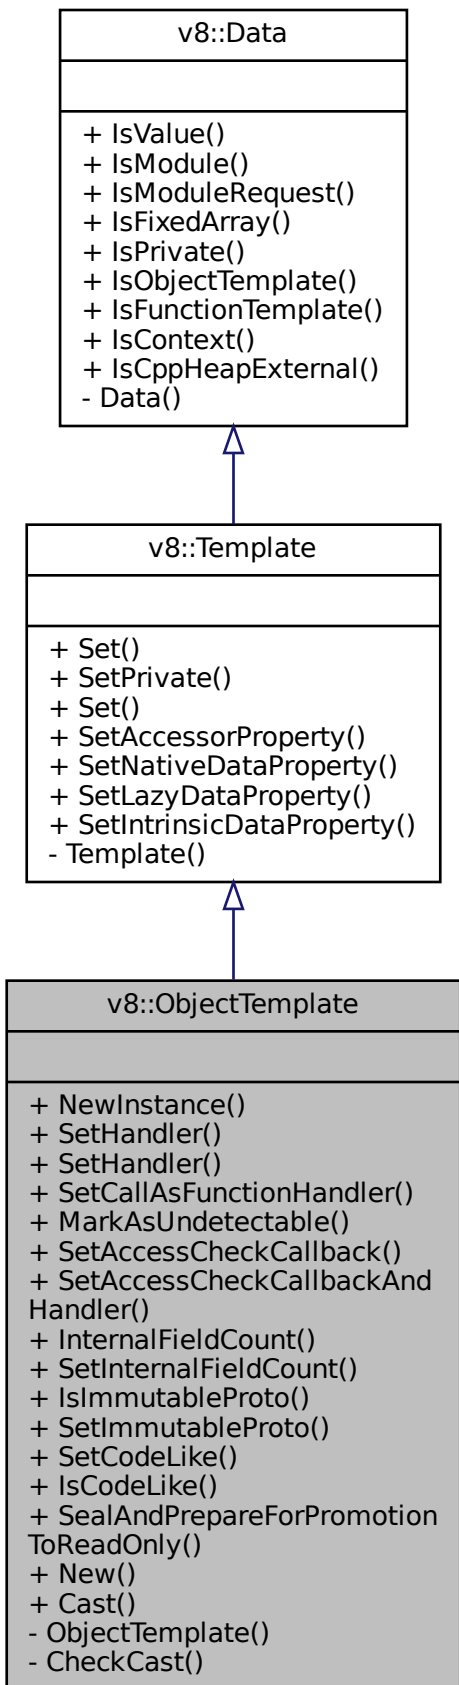 v8::Data
+ IsValue()
+ IsModule()
+ IsModuleRequest()
+ IsFixedArray()
+ IsPrivate()
+ IsObjectTemplate()
+ IsFunctionTemplate()
+ IsContext()
+ IsCppHeapExternal()
- Data()
v8::Template
+ Set()
+ SetPrivate()
+ Set()
+ SetAccessorProperty()
+ SetNativeDataProperty()
+ SetLazyDataProperty()
+ SetIntrinsicDataProperty()
- Template()
v8::ObjectTemplate
+ NewInstance()
+ SetHandler()
+ SetHandler()
+ SetCallAsFunctionHandler()
+ MarkAsUndetectable()
+ SetAccessCheckCallback()
+ SetAccessCheckCallbackAnd
Handler()
+ InternalFieldCount()
+ SetInternalFieldCount()
+ IsImmutableProto()
+ SetImmutableProto()
+ SetCodeLike()
+ IsCodeLike()
+ SealAndPrepareForPromotion
ToReadOnly()
+ New()
+ Cast()
- ObjectTemplate()
- CheckCast()